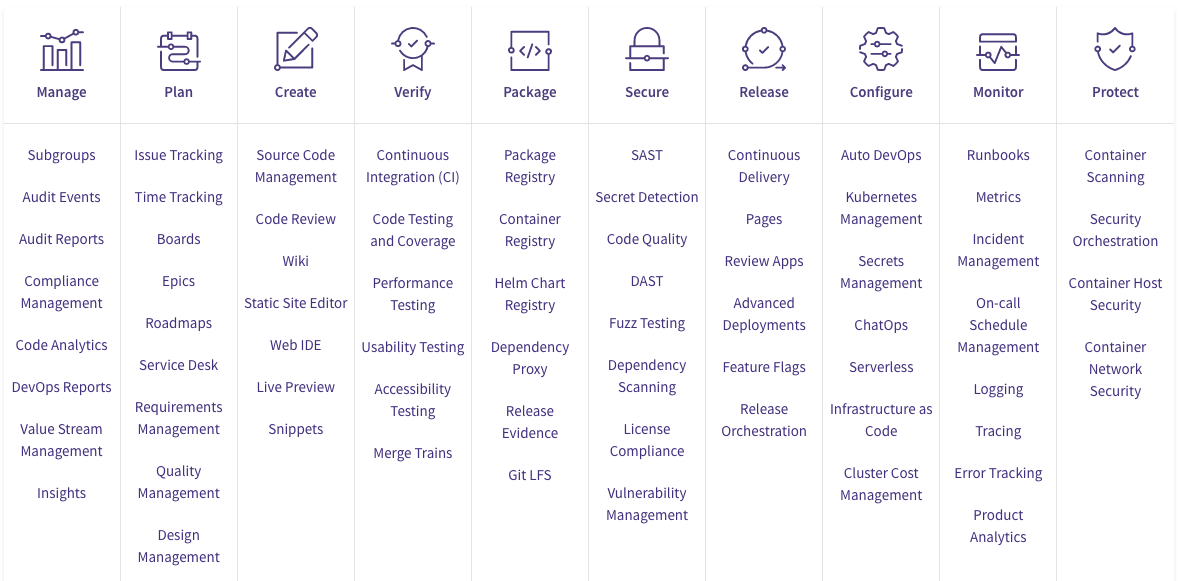 Manage
Plan
Create
Verify
Package
Secure
Release
Configure
Monitor
Protect
Subgroups
Audit Events
Audit Reports
Compliance
Management
Code Analytics
DevOps Reports
Value Stream
Management
Insights
Issue Tracking
Time Tracking
Boards
Epics
Roadmaps
Service Desk
Requirements
Management
Quality
Management
Design
Management
Source Code
Management
Code Review
Wiki
Static Site Editor
Web IDE
Live Preview
Snippets
Continuous
Integration (CI)
Code Testing
and Coverage
Performance
Testing
Usability Testing
Accessibility
Testing
Merge Trains
Package
Registry
Container
Registry
Helm Chart
Registry
Dependency
Proxy
Release
Evidence
Git LFS
SAST
Secret Detection
Code Quality
DAST
Fuzz Testing
Dependency
Scanning
License
Compliance
Vulnerability
Management
Continuous
Delivery
Pages
Review Apps
Advanced
Deployments
Feature Flags
Release
Orchestration
Auto DevOps
Kubernetes
Management
Secrets
Management
ChatOps
Serverless
Infrastructure as
Code
Cluster Cost
Management
Runbooks
Metrics
Incident
Management
On-call
Schedule
Management
Logging
Tracing
Error Tracking
Product
Analytics
Container
Scanning
Security
Orchestration
Container Host
Security
Container
Network
Security